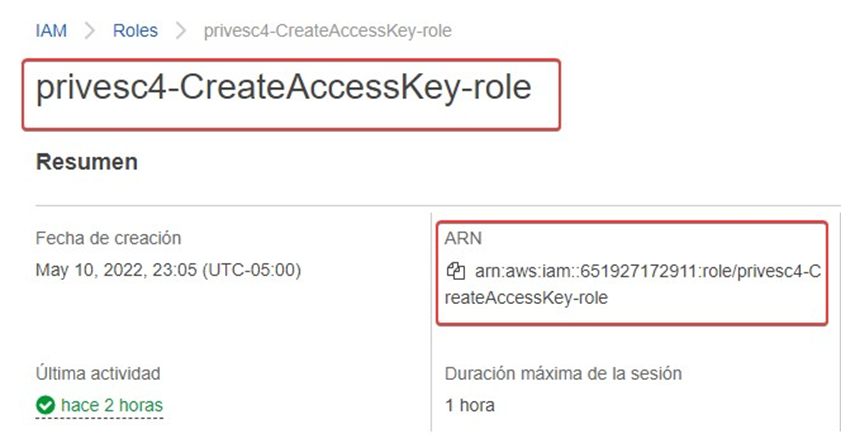 IAM > Roles > privesc4-CreateAccessKey-role
privesc4-CreateAccessKey-role
Resumen
Fecha de creación
May 10, 2022, 23:05 (UTC-05:00)
ARN
arn:aws:iam::651927172911:role/privesc4-C
reateAccessKey-role
Última actividad
hace 2 horas
Duración máxima de la sesión
1 hora